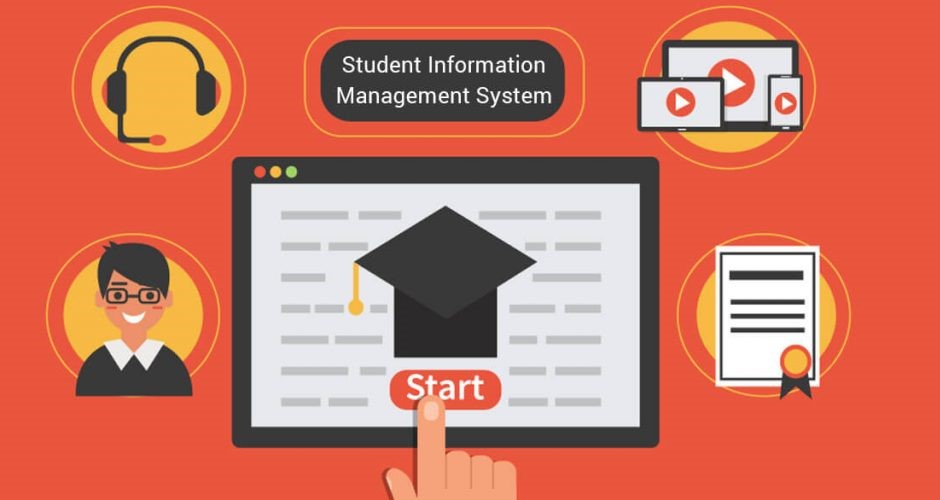 Student Information
Management System
Start